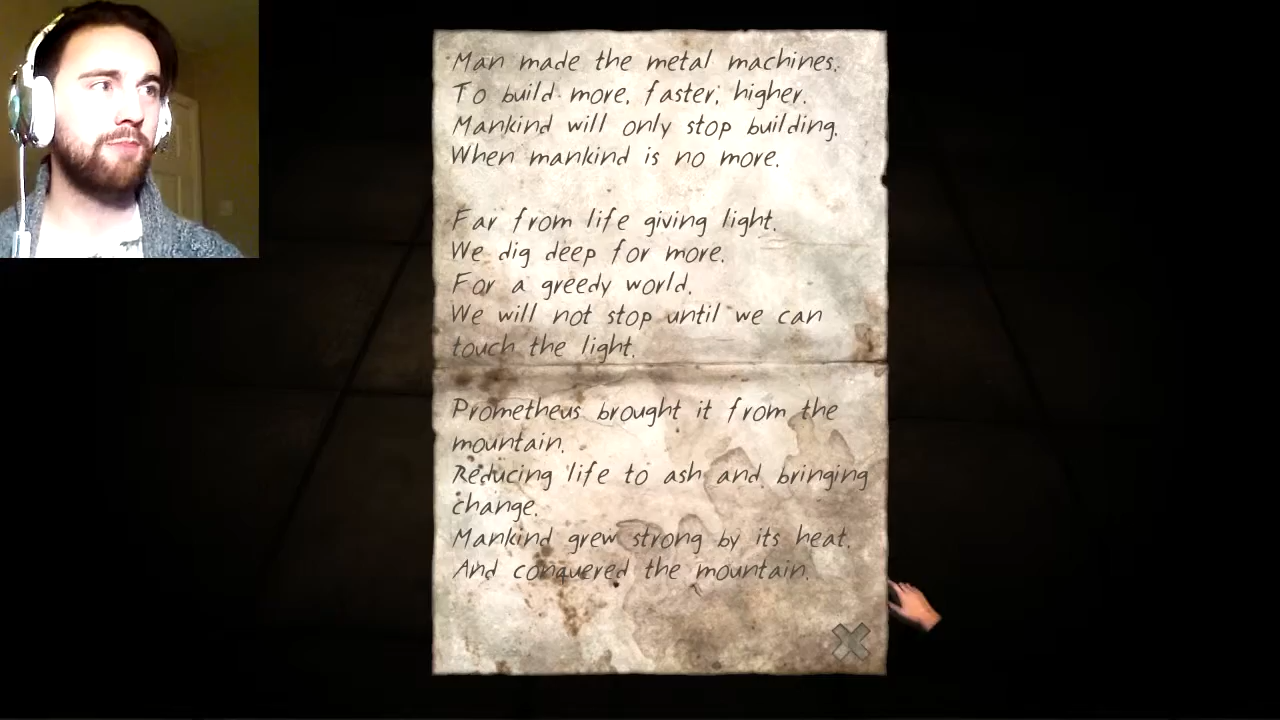 Man made the metal machines.
To build more, faster, higher.
Mankind will only stop building.
When mankind is no more.
Far from life giving light.
We dig deep for more.
For a greedy world.
We will not stop until we can
touch the light.
Prometheus brought it from the
mountain.
Reducing life to ash and bringing
change.
Mankind grew strong by its heat.
And conquered the mountain.